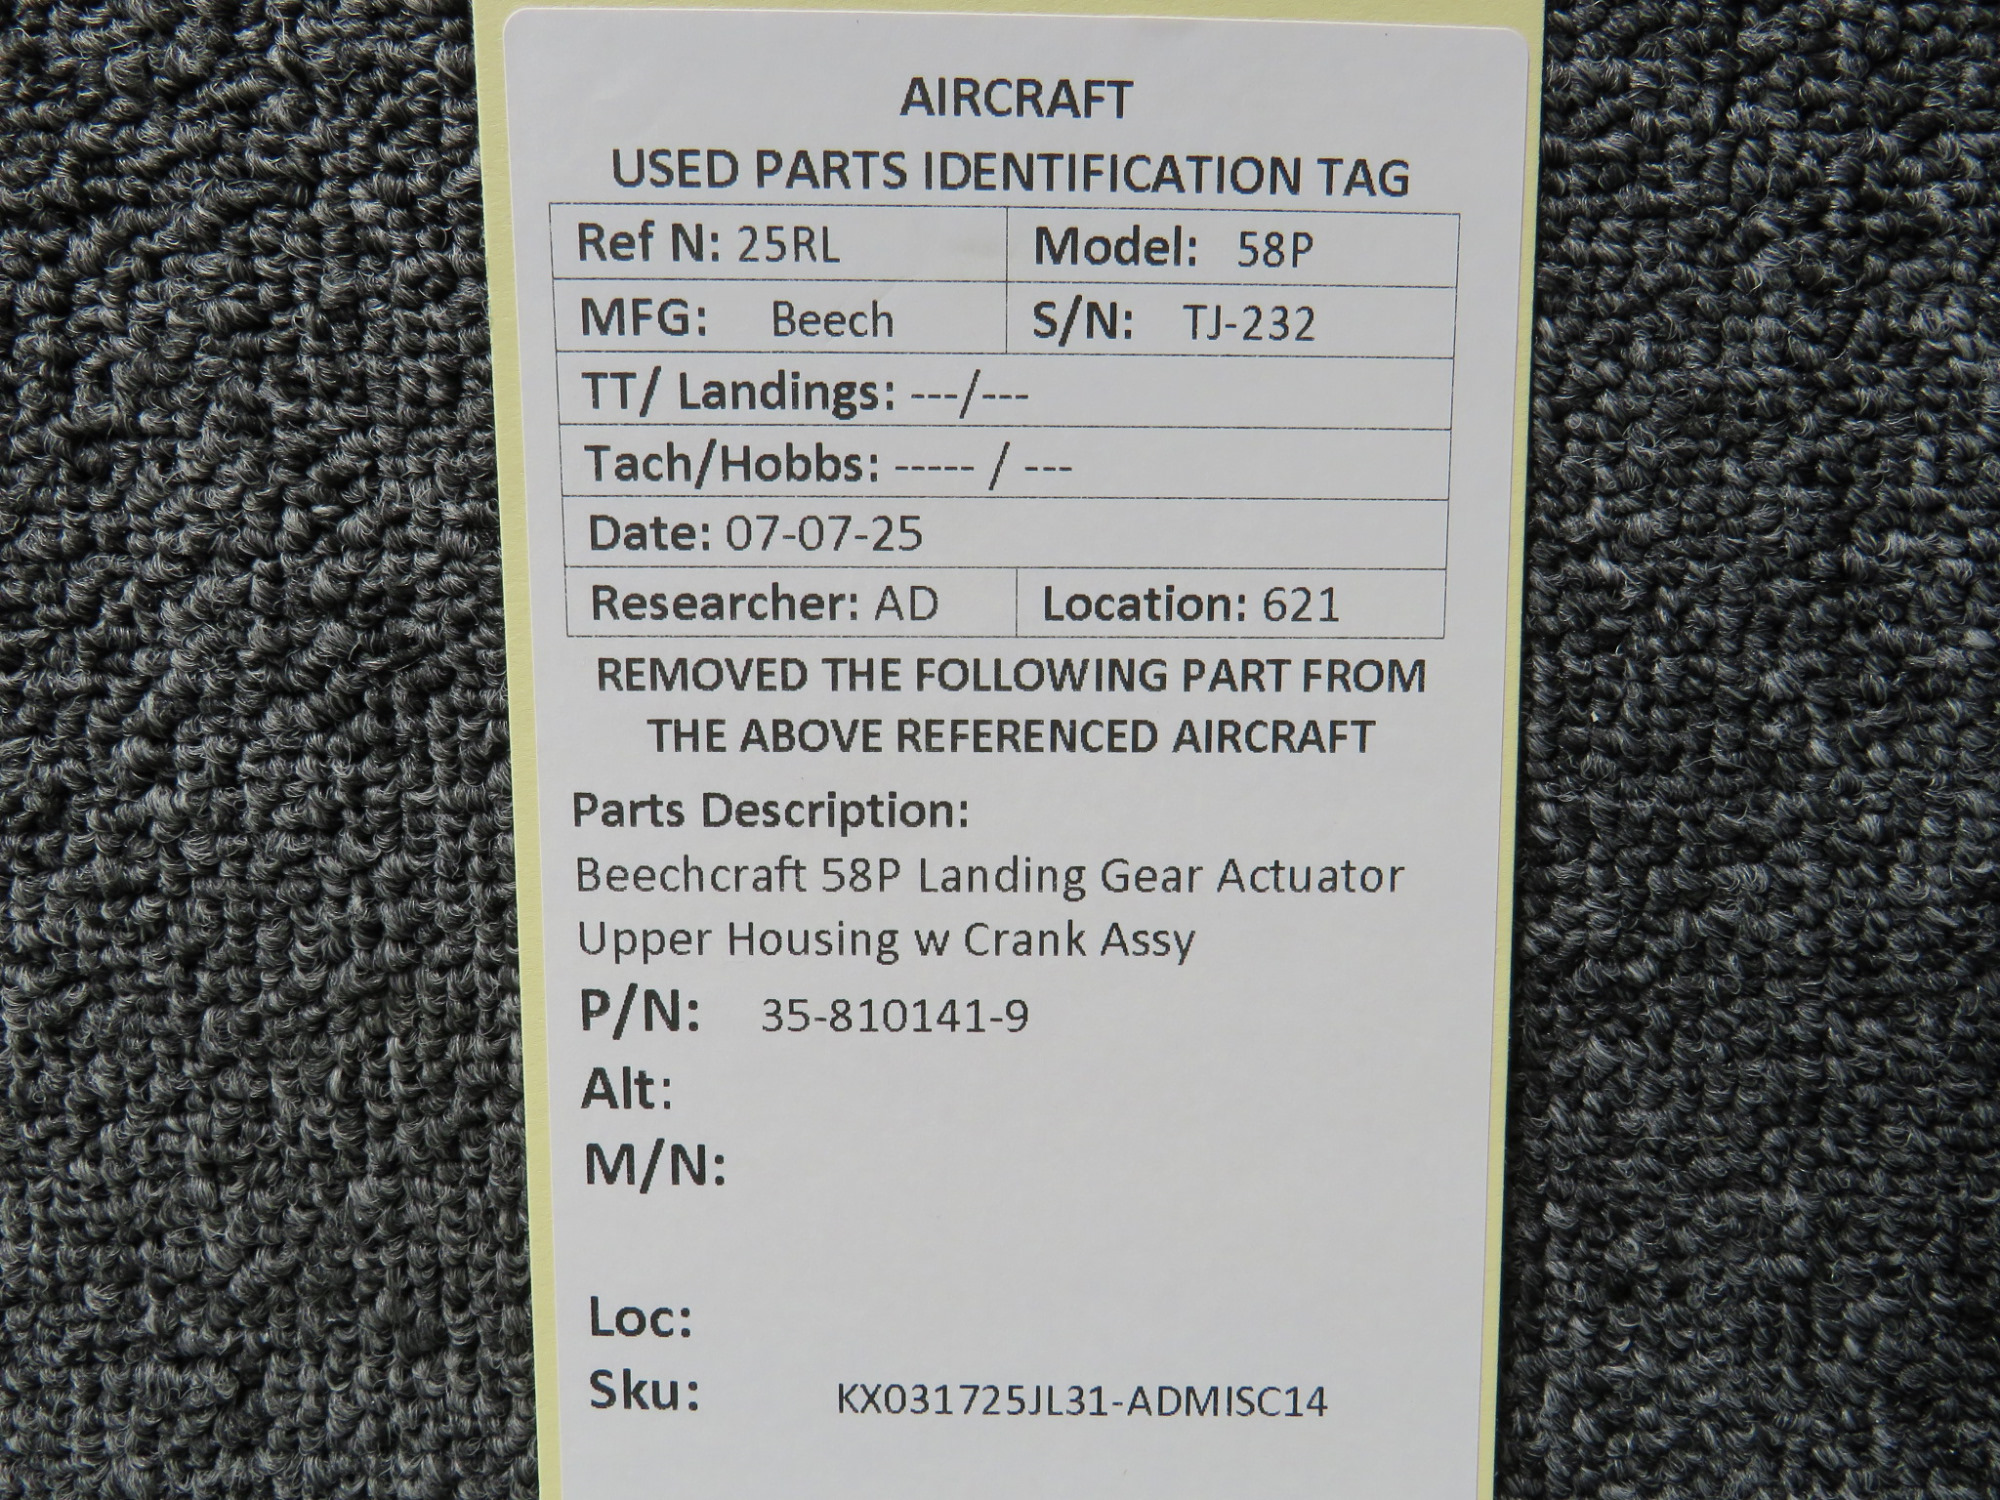 AIRCRAFT
USED PARTS IDENTIFICATION TAG
Ref N: 25RL Model: 58P
MFG: Beech S/N: TJ-232
TT/ Landings: ---/---
Tach/Hobbs: ----- / ---
Date: 07-07-25
Researcher: AD Location: 621
REMOVED THE FOLLOWING PART FROM
THE ABOVE REFERENCED AIRCRAFT
Parts Description:
Beechcraft 58P Landing Gear Actuator
Upper Housing w Crank Assy
P/N: 35-810141-9
Alt:
M/N:
Loc:
Sku: KX031725JL31-ADMISC14